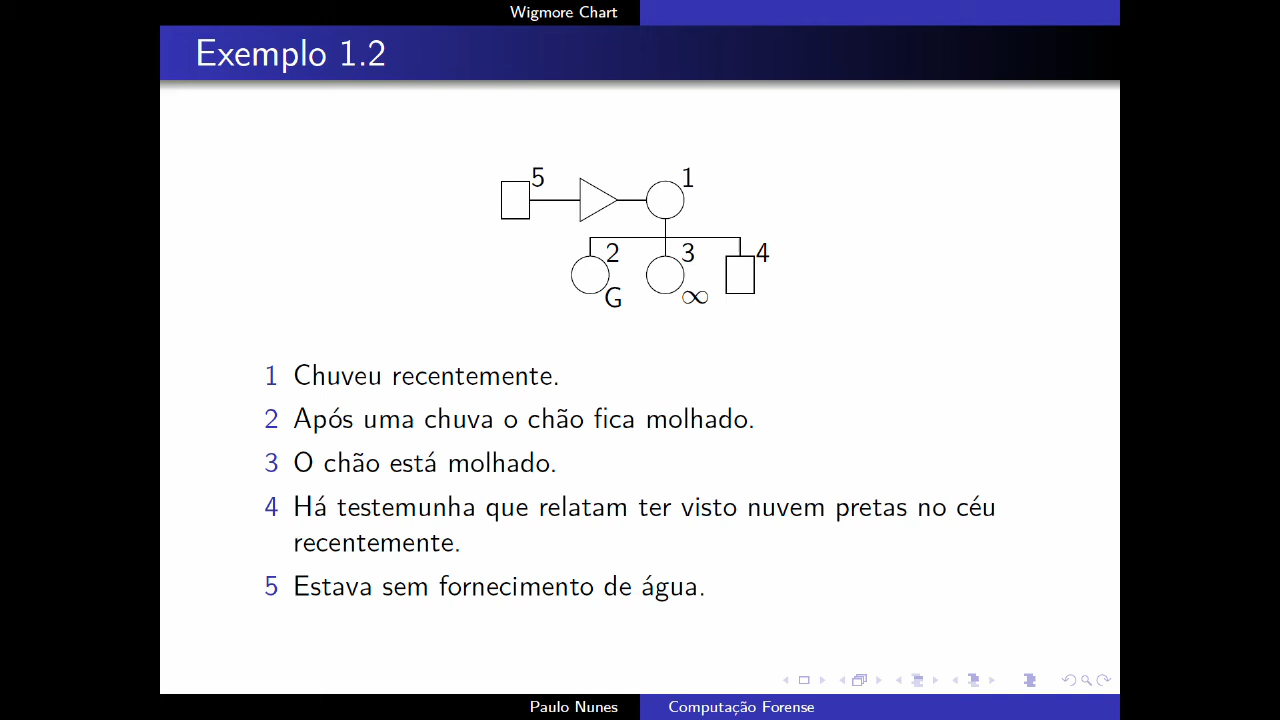 Wigmore Chart
Exemplo 1.2
5
1
2
3
4
G
∞
1 Chuveu recentemente.
2 Após uma chuva o chão fica molhado.
3 O chão está molhado.
4 Há testemunha que relatam ter visto nuvem pretas no céu
recentemente.
5 Estava sem fornecimento de água.
Paulo Nunes
Computação Forense